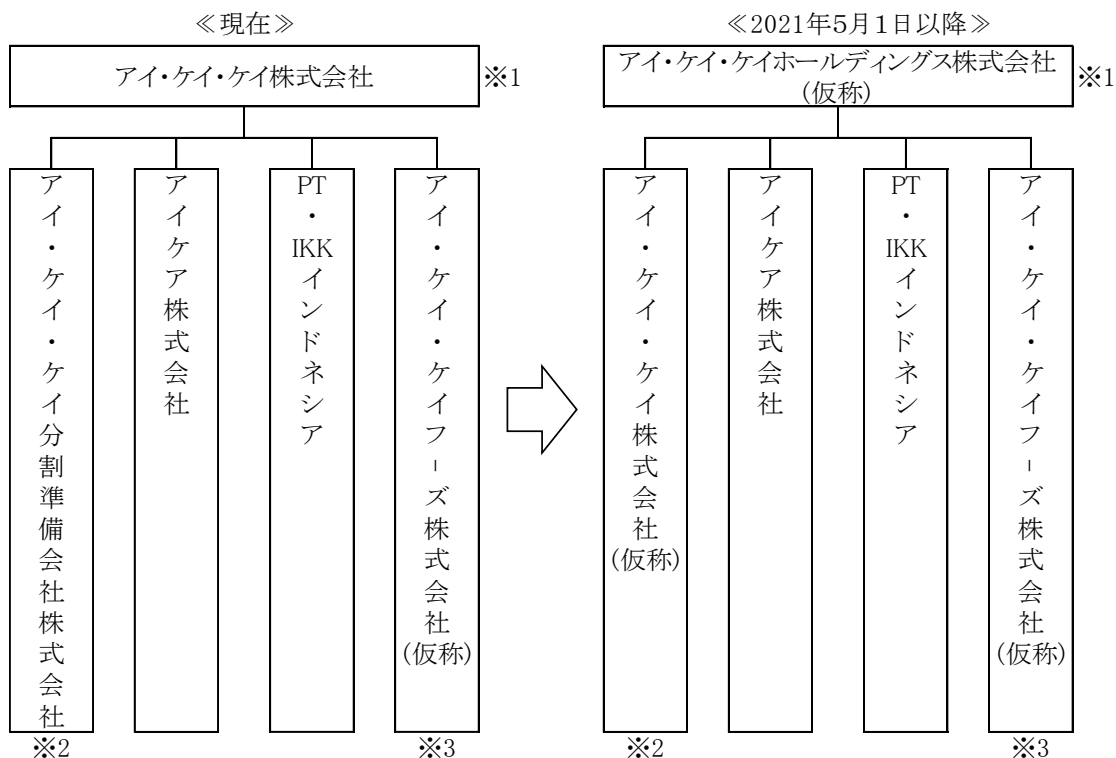 ≪現在≫
アイ・ケイ・ケイ株式会社
※1
アイ・ケイ・ケイ分割準備会社株式会社
アイケア株式会社
PT・IKKインドネシア
アイ・ケイ・ケイフーズ株式会社(仮称)
※2
※3
≪2021年5月1日以降≫
アイ・ケイ・ケイホールディングス株式会社
(仮称)
※1
アイ・ケイ・ケイ株式会社(仮称)
アイケア株式会社
PT・IKKインドネシア
アイ・ケイ・ケイフーズ株式会社(仮称)
※2
※3